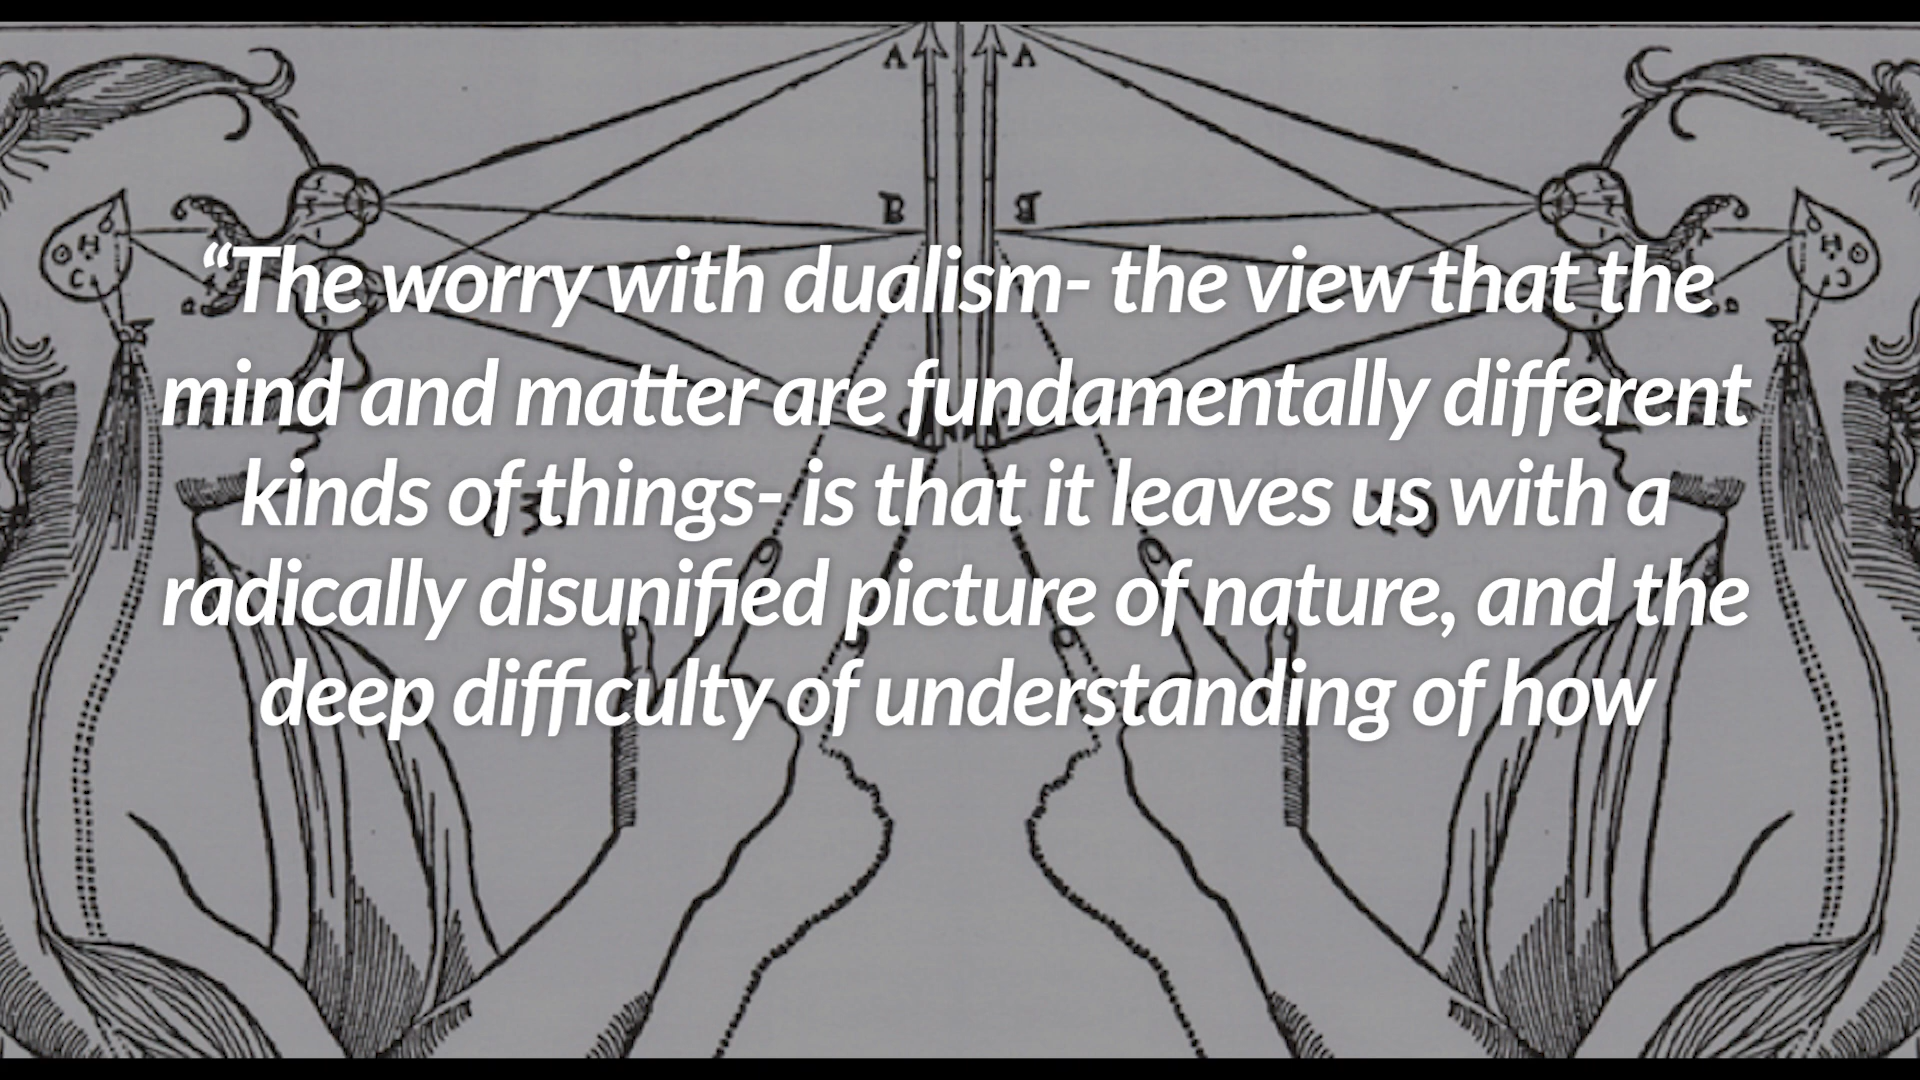 A A
B B
“The worry with dualism- the view that the
mind and matter are fundamentally different
kinds of things- is that it leaves us with a
radically disunified picture of nature, and the
deep difficulty of understanding of how